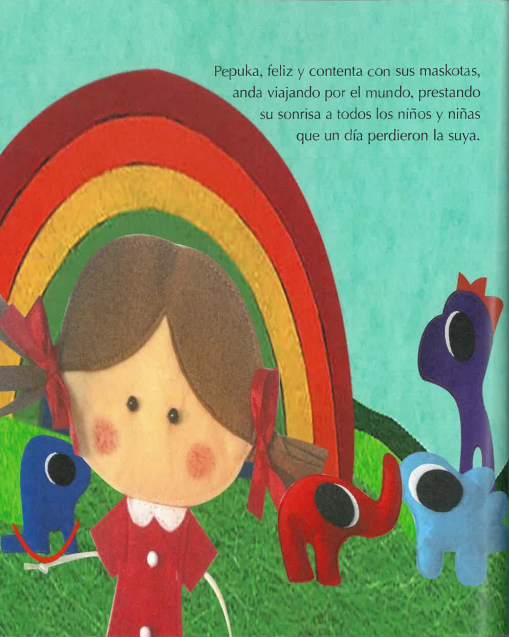 Pepuka, feliz y contenta con sus maskotas,
anda viajando por el mundo, prestando
su sonrisa a todos los niños y niñas
que un día perdieron la suya.